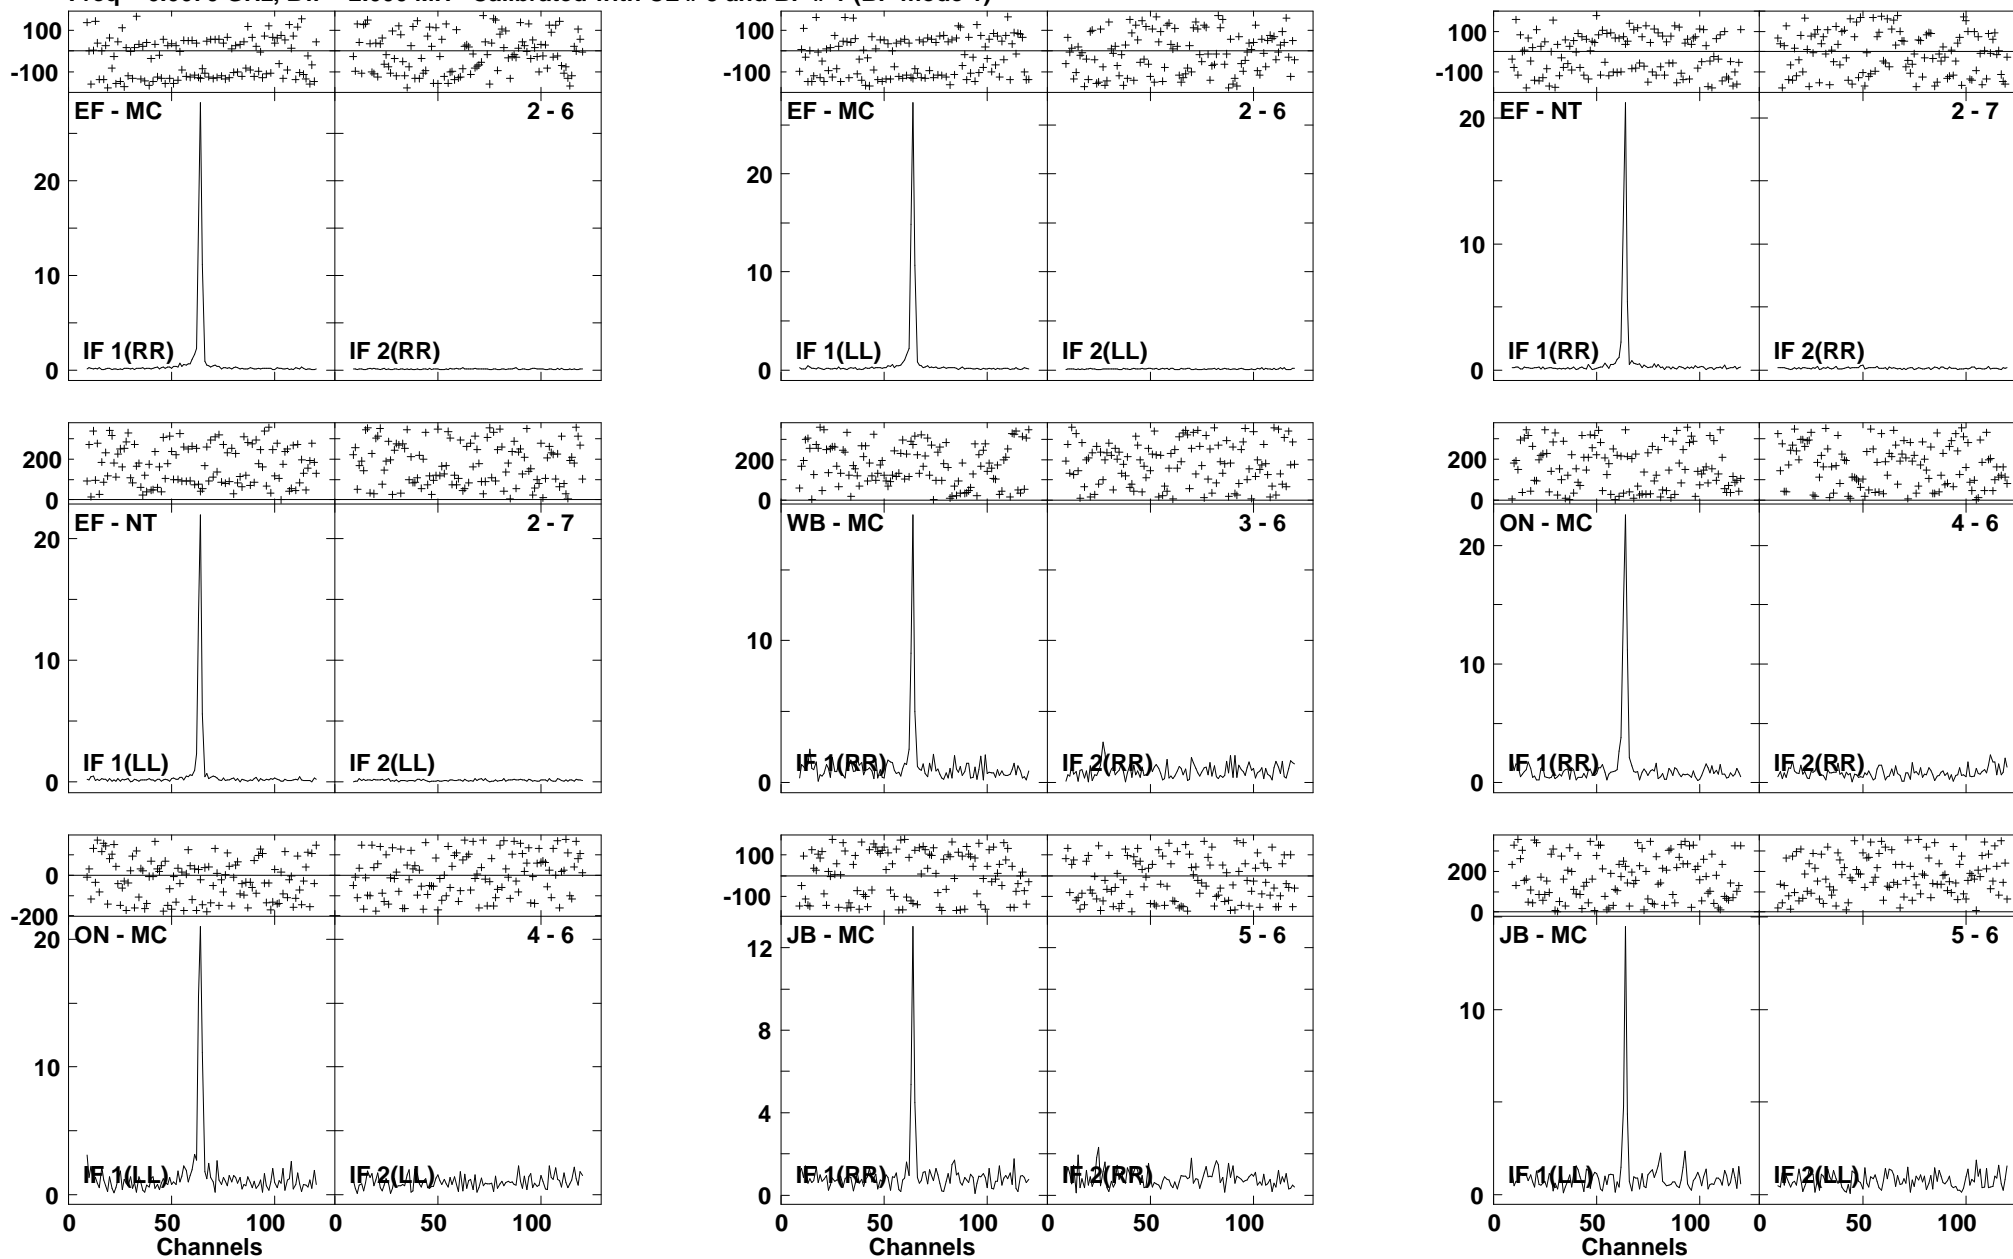 100
-100
EF - MC
2 - 6
20
10
0
IF 1(RR)
IF 2(RR)
100
-100
EF - MC
2 - 6
20
10
0
IF 1(LL)
IF 2(LL)
100
-100
EF - NT
2 - 7
20
10
0
IF 1(RR)
IF 2(RR)
200
0
EF - NT
2 - 7
20
10
0
IF 1(LL)
IF 2(LL)
200
0
WB - MC
3 - 6
10
0
IF 1(RR)
IF 2(RR)
200
0
ON - MC
4 - 6
20
10
0
IF 1(RR)
IF 2(RR)
0
-200
ON - MC
4 - 6
20
10
0
IF 1(LL)
IF 2(LL)
0 50 100 0 50 100
Channels
100
-100
JB - MC
5 - 6
12
8
4
0
IF 1(RR)
IF 2(RR)
0 50 100 0 50 100
Channels
200
0
JB - MC
5 - 6
10
0
IF 1(LL)
IF 2(LL)
0 50 100 0 50 100
Channels